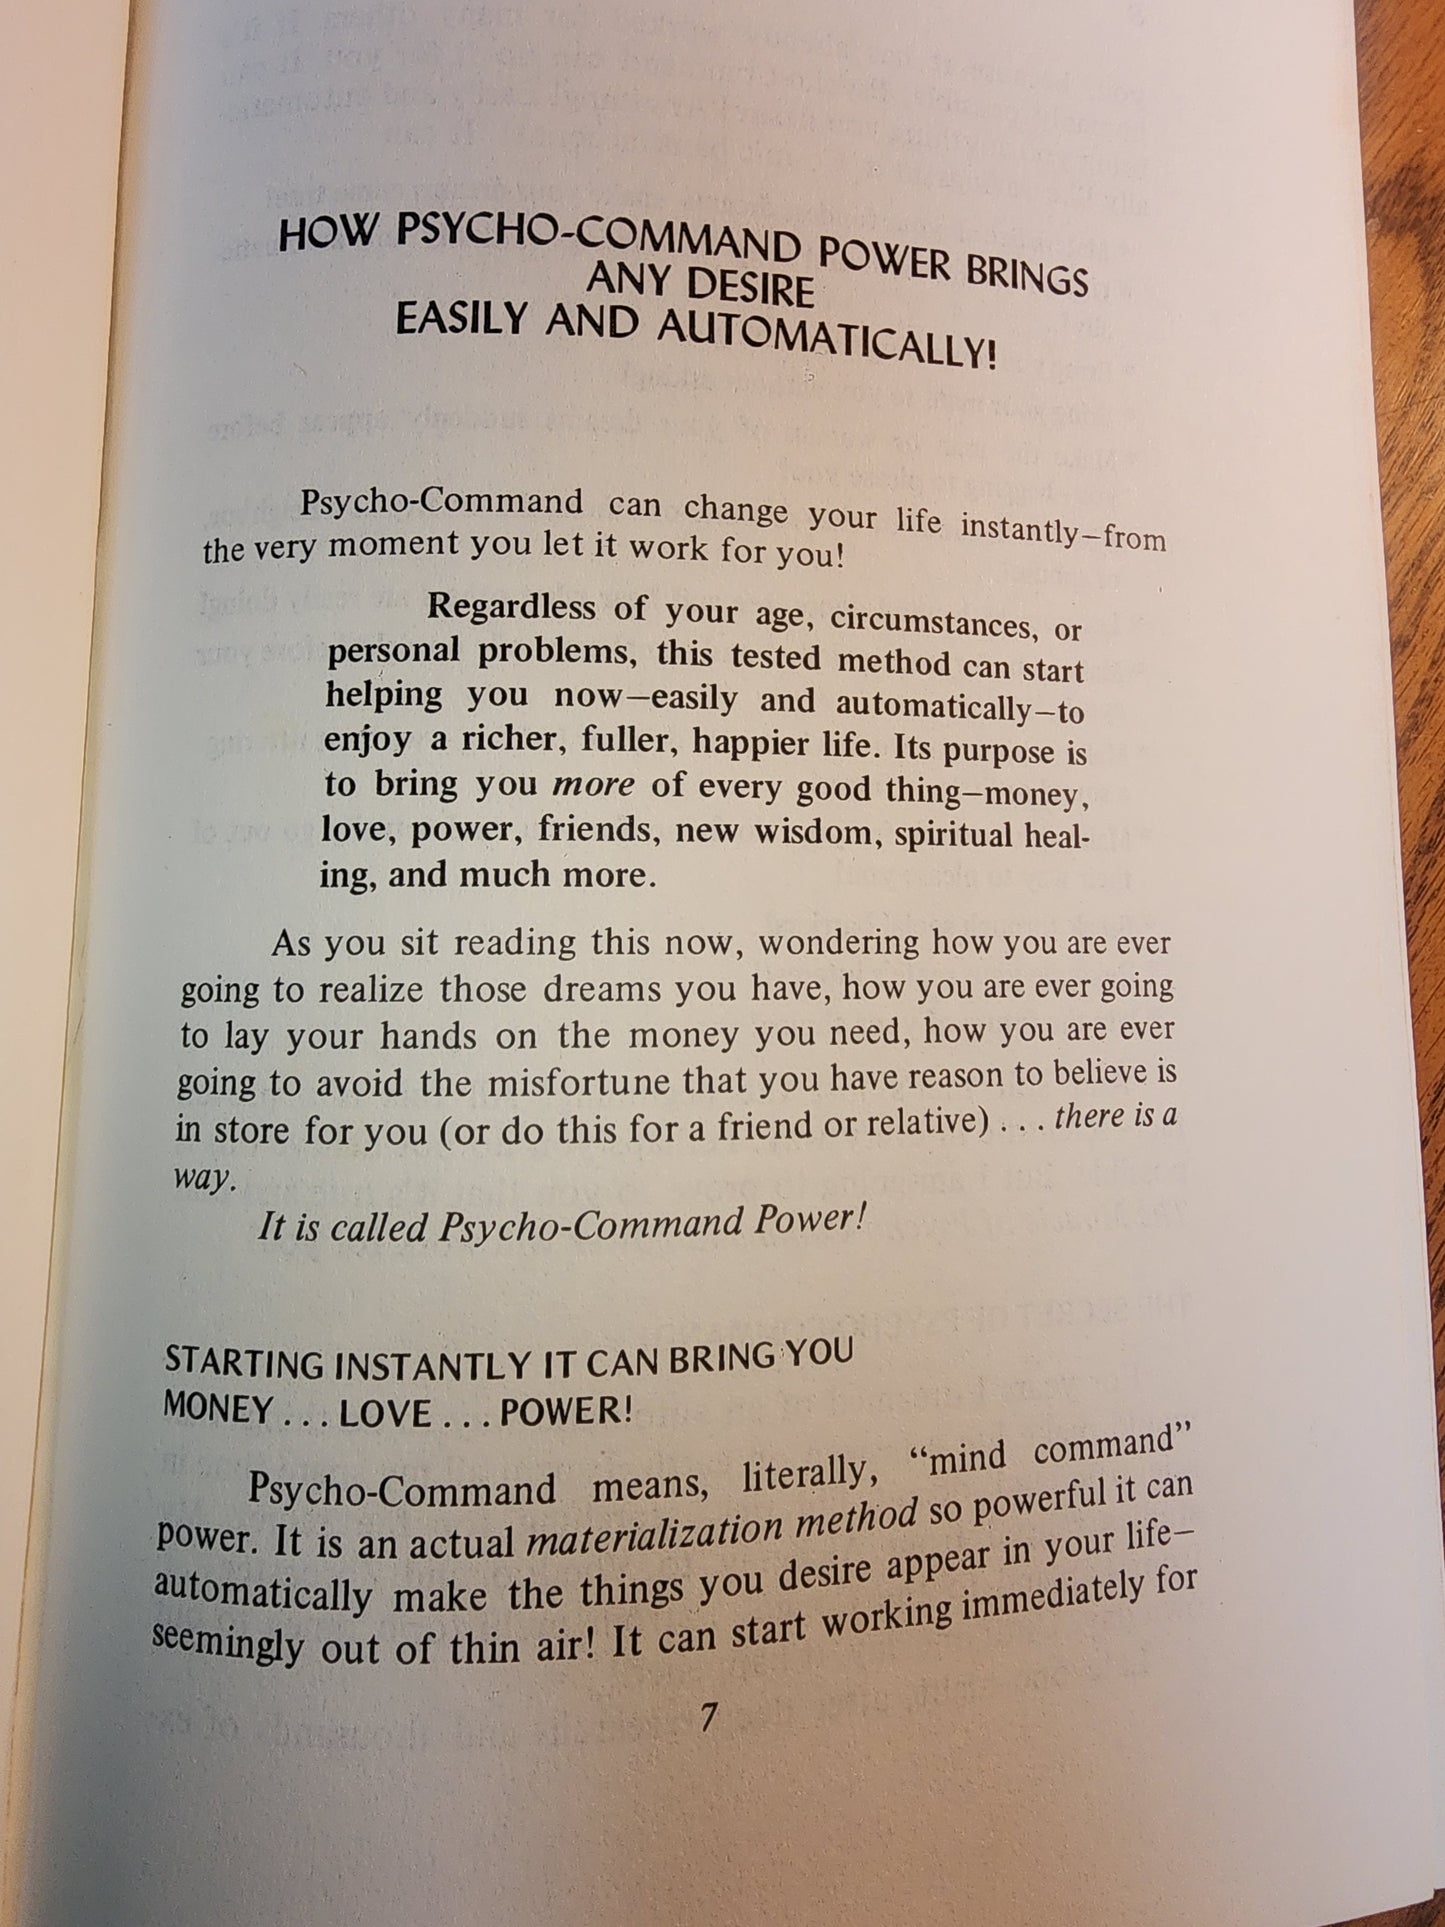 HOW PSYCHO-COMMAND POWER BRINGS
ANY DESIRE
EASILY AND AUTOMATICALLY!
Psycho-Command can change your life instantly—from
the very moment you let it work for you!
Regardless of your age, circumstances, or
personal problems, this tested method can start
helping you now—easily and automatically—to
enjoy a richer, fuller, happier life. Its purpose is
to bring you more of every good thing—money,
love, power, friends, new wisdom, spiritual heal-
ing, and much more.
As you sit reading this now, wondering how you are ever
going to realize those dreams you have, how you are ever going
to lay your hands on the money you need, how you are ever
going to avoid the misfortune that you have reason to believe is
in store for you (or do this for a friend or relative) . . . there is a
way.
It is called Psycho-Command Power!
STARTING INSTANTLY IT CAN BRING YOU
MONEY . . . LOVE . . . POWER!
Psycho-Command means, literally, “mind command”
power. It is an actual materialization method so powerful it can
automatically make the things you desire appear in your life—
seemingly out of thin air! It can start working immediately for
7